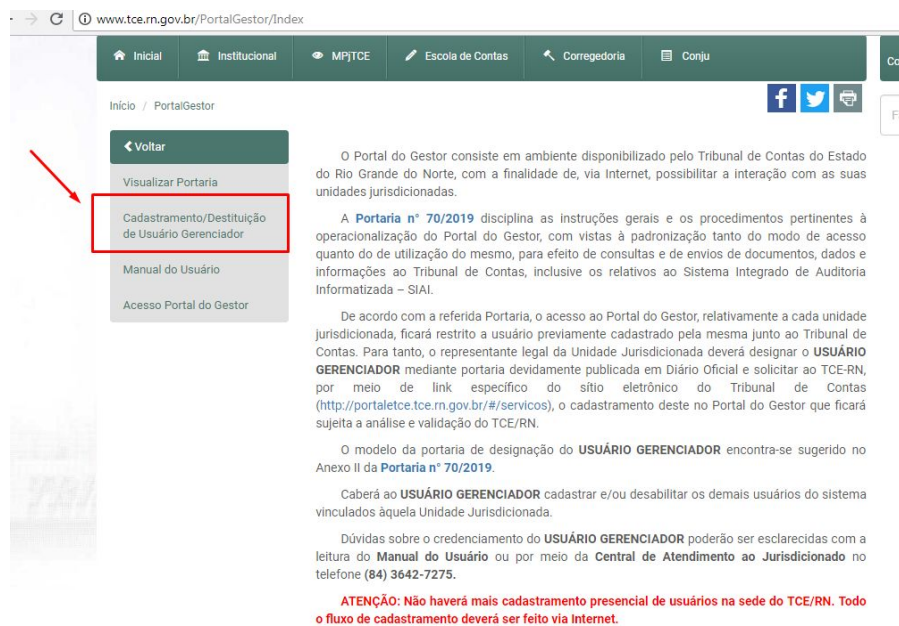 www.tce.rn.gov.br/PortalGestor/Index
Inicial Institucional MPjTCE Escola de Contas Corregedoria Conju
Início / PortalGestor
Voltar
Visualizar Portaria
Cadastramento/Destituição
de Usuário Gerenciador
Manual do Usuário
Acesso Portal do Gestor
O Portal do Gestor consiste em ambiente disponibilizado pelo Tribunal de Contas do Estado
do Rio Grande do Norte, com a finalidade de, via Internet, possibilitar a interação com as suas
unidades jurisdicionadas.
A Portaria n° 70/2019 disciplina as instruções gerais e os procedimentos pertinentes à
operacionalização do Portal do Gestor, com vistas à padronização tanto do modo de acesso
quanto do de utilização do mesmo, para efeito de consultas e de envios de documentos, dados e
informações ao Tribunal de Contas, inclusive os relativos ao Sistema Integrado de Auditoria
Informatizada – SIAI.
De acordo com a referida Portaria, o acesso ao Portal do Gestor, relativamente a cada unidade
jurisdicionada, ficará restrito a usuário previamente cadastrado pela mesma junto ao Tribunal de
Contas. Para tanto, o representante legal da Unidade Jurisdicionada deverá designar o USUÁRIO
GERENCIADOR mediante portaria devidamente publicada em Diário Oficial e solicitar ao TCE-RN,
por meio de link específico do sítio eletrônico do Tribunal de Contas
(http://portaletce.tce.rn.gov.br/#/servicos), o cadastramento deste no Portal do Gestor que ficará
sujeita a análise e validação do TCE/RN.
O modelo da portaria de designação do USUÁRIO GERENCIADOR encontra-se sugerido no
Anexo II da Portaria n° 70/2019.
Caberá ao USUÁRIO GERENCIADOR cadastrar e/ou desabilitar os demais usuários do sistema
vinculados àquela Unidade Jurisdicionada.
Dúvidas sobre o credenciamento do USUÁRIO GERENCIADOR poderão ser esclarecidas com a
leitura do Manual do Usuário ou por meio da Central de Atendimento ao Jurisdicionado no
telefone (84) 3642-7275.
ATENÇÃO: Não haverá mais cadastramento presencial de usuários na sede do TCE/RN. Todo
o fluxo de cadastramento deverá ser feito via Internet.